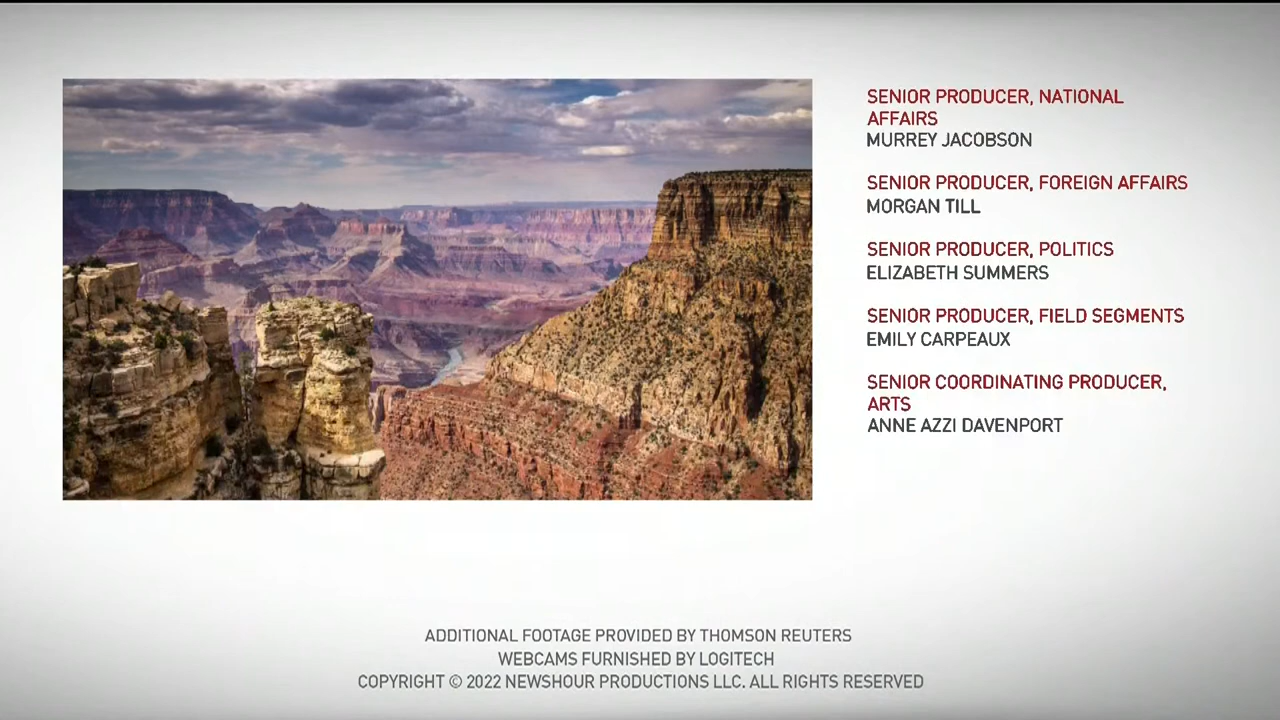 SENIOR PRODUCER, NATIONAL
AFFAIRS
MURREY JACOBSON
SENIOR PRODUCER, FOREIGN AFFAIRS
MORGAN TILL
SENIOR PRODUCER, POLITICS
ELIZABETH SUMMERS
SENIOR PRODUCER, FIELD SEGMENTS
EMILY CARPEAUX
SENIOR COORDINATING PRODUCER,
ARTS
ANNE AZZI DAVENPORT
ADDITIONAL FOOTAGE PROVIDED BY THOMSON REUTERS
WEBCAMS FURNISHED BY LOGITECH
COPYRIGHT © 2022 NEWSHOUR PRODUCTIONS LLC. ALL RIGHTS RESERVED